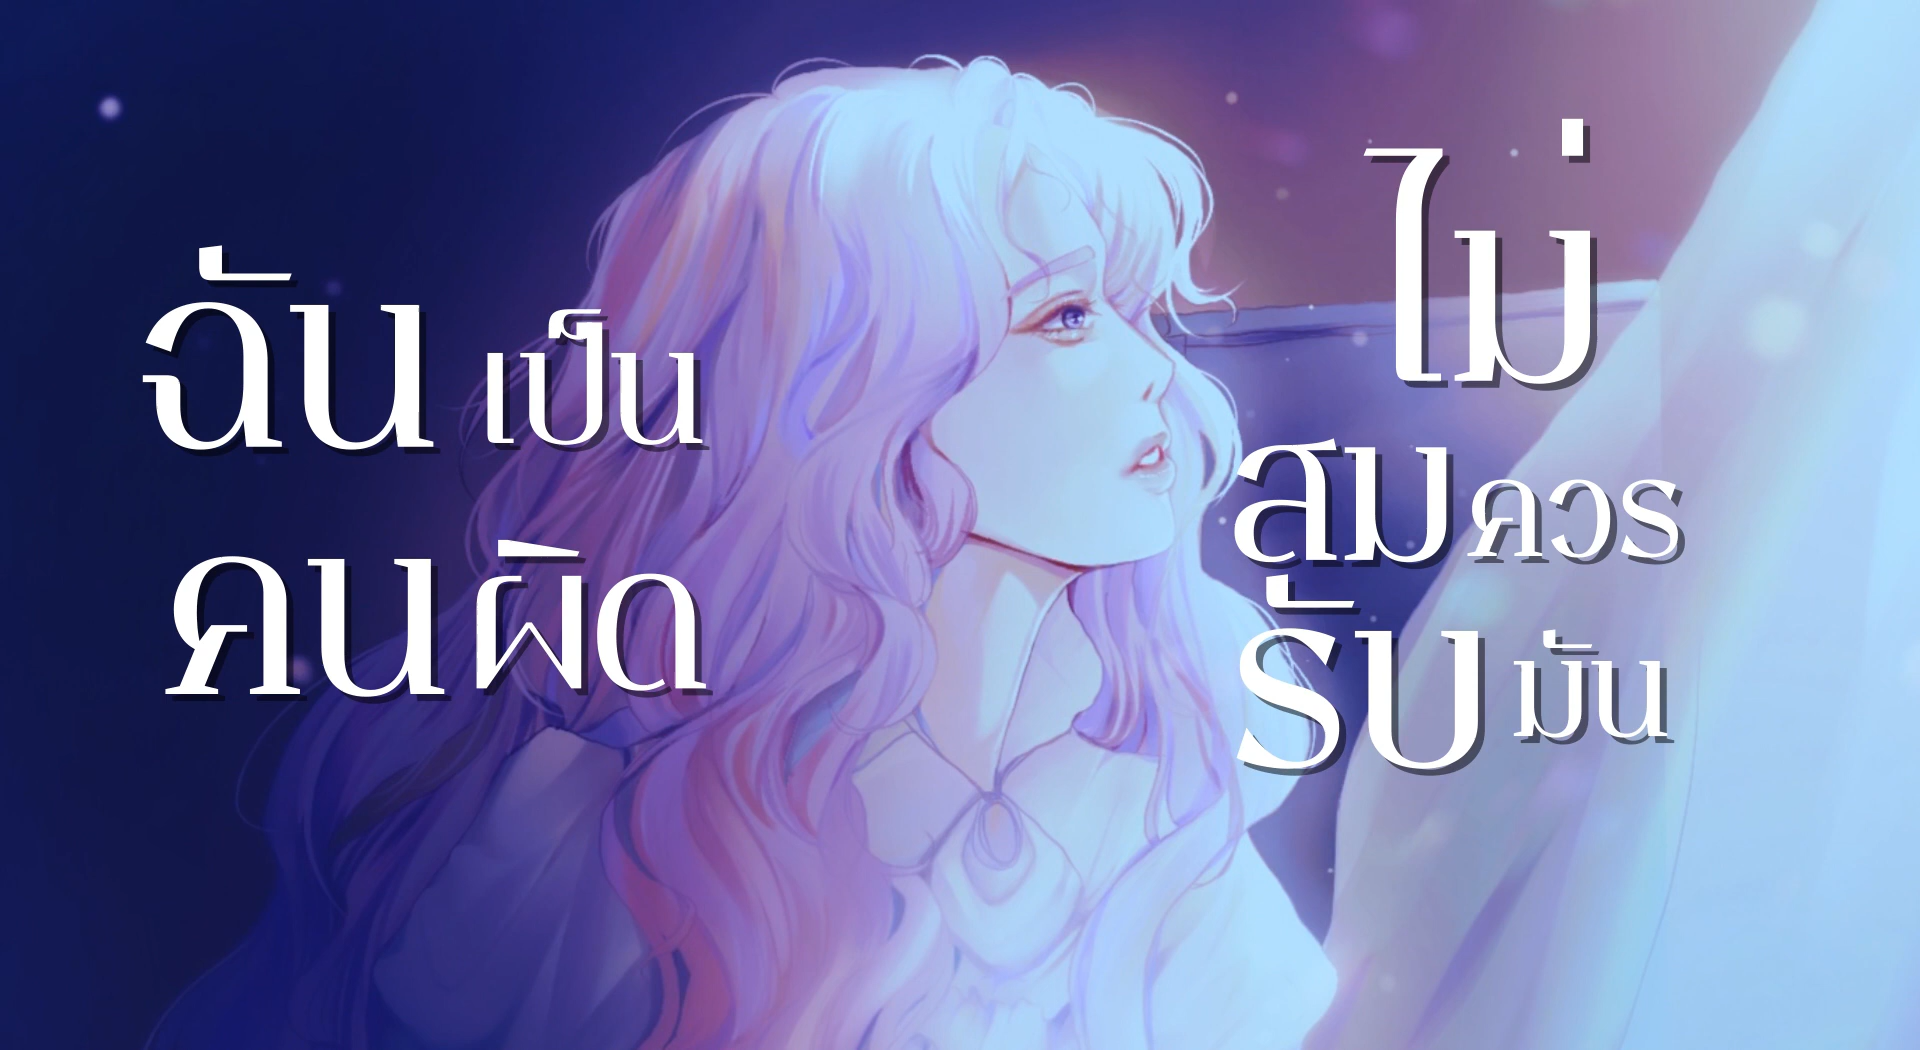 ฉัน เป็น
คนผิด
ไม่
สมควร
รับ มัน